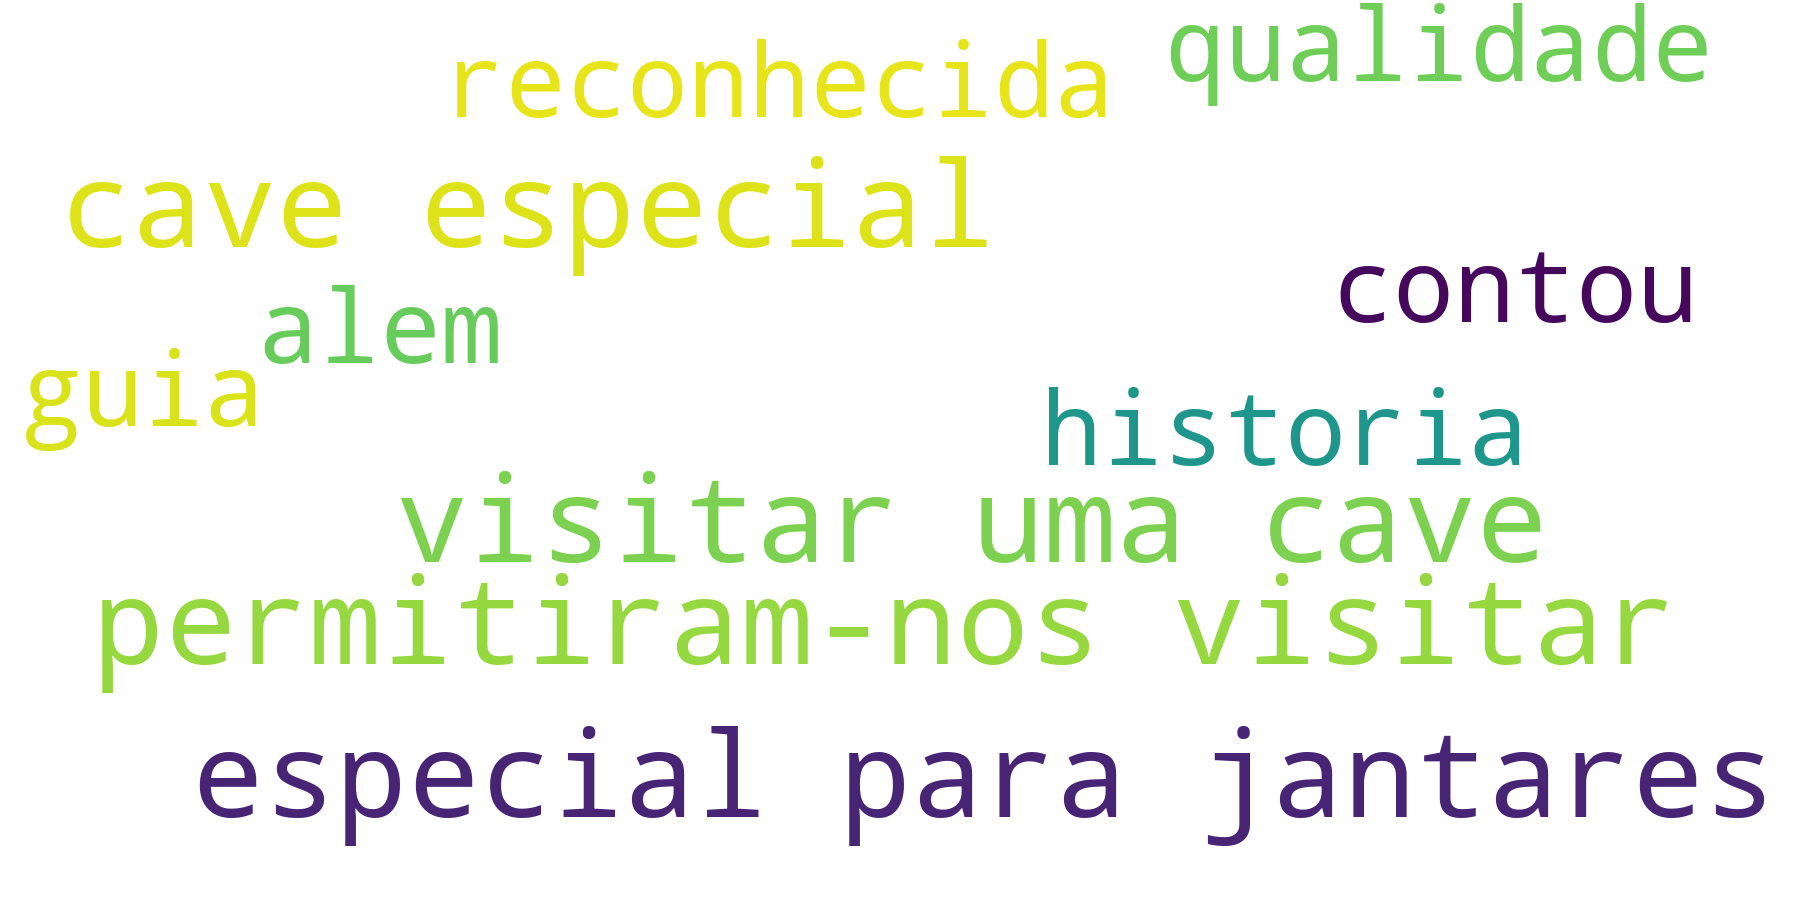 qualidade
reconhecida
cave especial
contou
alem
guia
historia
visitar uma cave
permitiram-nos visitar
especial para jantares